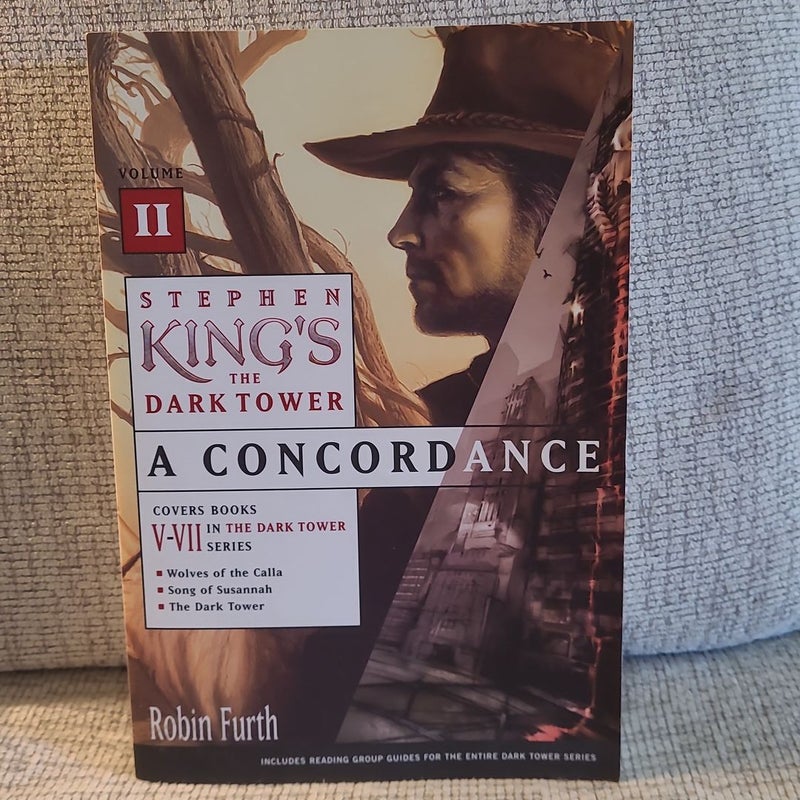 VOLUME
II
STEPHEN
KING'S
THE
DARK TOWER
A CONCORDANCE
COVERS BOOKS
V-VII IN THE DARK TOWER
SERIES
Wolves of the Calla
Song of Susannah
The Dark Tower
Robin Furth
INCLUDES READING GROUP GUIDES FOR THE ENTIRE DARK TOWER SERIES